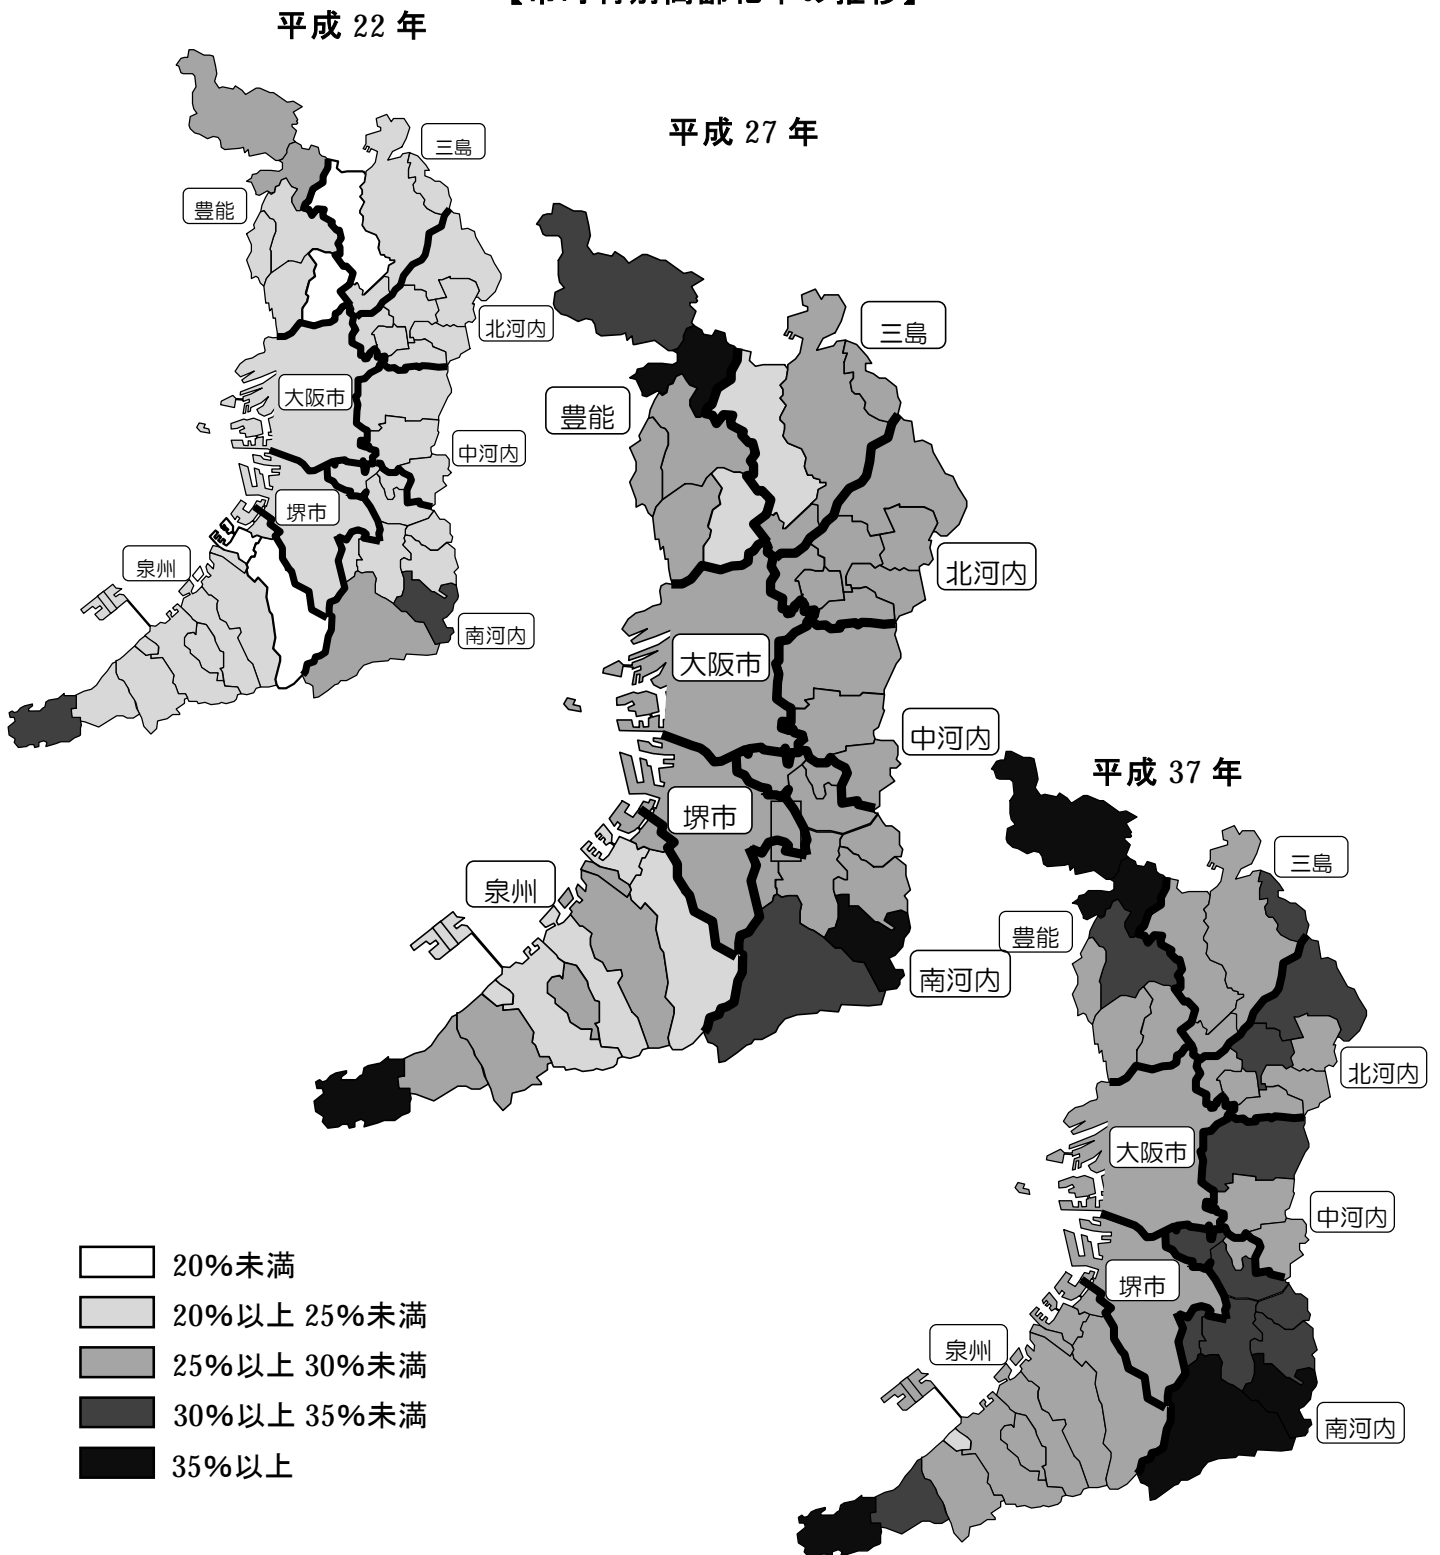 平成 22 年
三島
豊能
北河内
大阪市
中河内
堺市
泉州
南河内
平成 27 年
三島
豊能
北河内
大阪市
中河内
堺市
泉州
南河内
平成 37 年
三島
豊能
北河内
大阪市
中河内
堺市
泉州
南河内
20%未満
20%以上 25%未満
25%以上 30%未満
30%以上 35%未満
35%以上